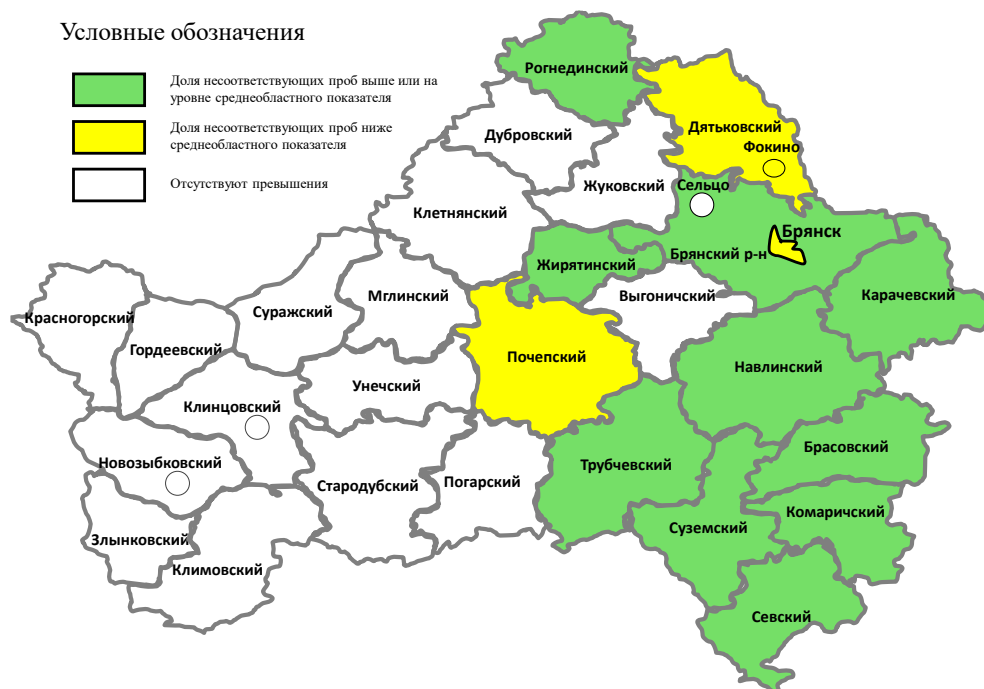 Условные обозначения
Доля несоответствующих проб выше или на
уровне среднеобластного показателя
Доля несоответствующих проб ниже
среднеобластного показателя
Отсутствуют превышения
Рогнединский
Дубровский
Дятьковский
Фокино
Жуковский
Сельцо
Клетнянский
Брянск
Брянский р-н
Жирятинский
Выгоничский
Карачевский
Мглинский
Суражский
Красногорский
Гордеевский
Почепский
Навлинский
Унечский
Клинцовский
Брасовский
Новозыбковский
Трубчевский
Стародубский
Погарский
Комаричский
Суземский
Злынковский
Климовский
Севский